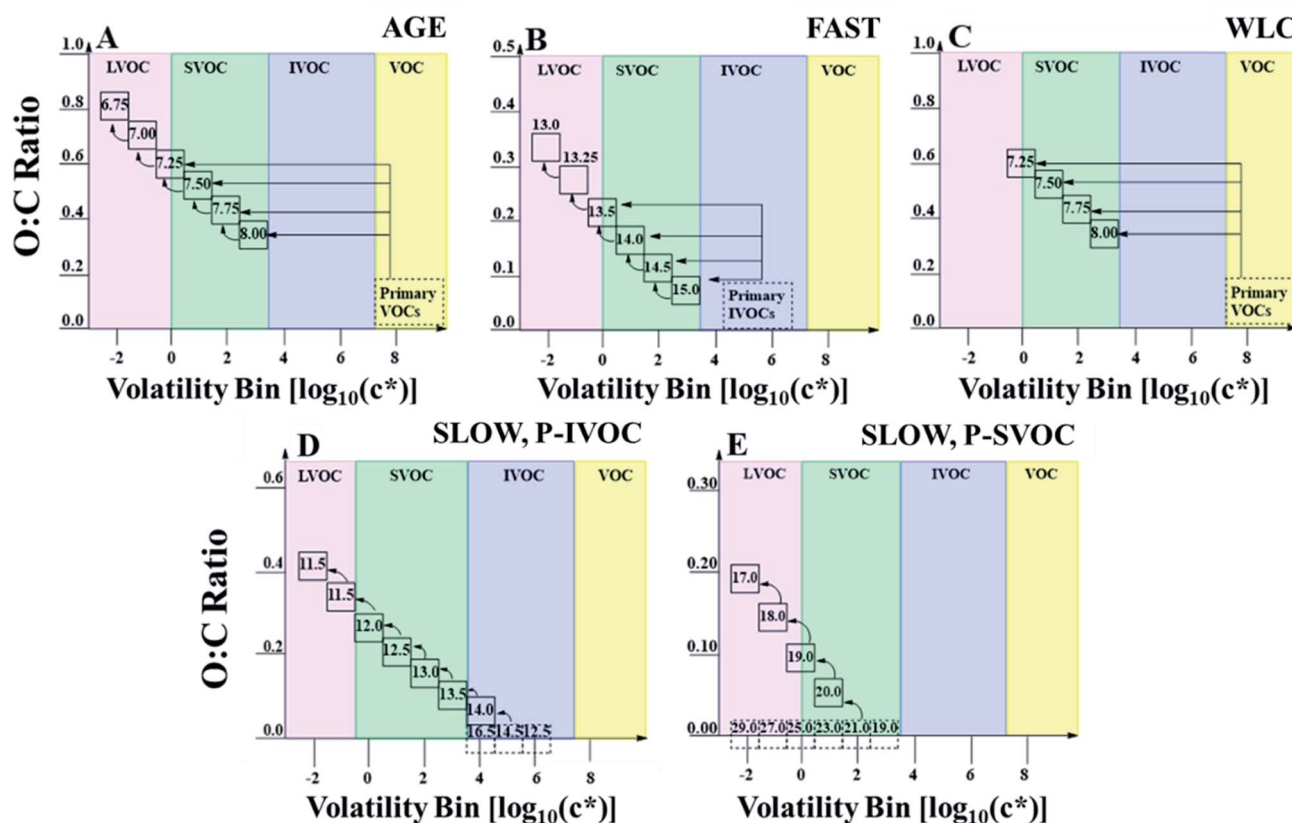 A AGE
1.0
LVOC SVOC IVOC VOC
0.8
6.75
7.00
0.6
7.25
7.50
0.4
7.75
8.00
0.2
Primary
VOCs
0.0
-2 0 2 4 6 8
O:C Ratio
Volatility Bin [log10(c*)]
B FAST
0.5
LVOC SVOC IVOC VOC
0.4
13.0
0.3
13.25
0.2
13.5
14.0
14.5
0.1
15.0
Primary
IVOCs
0.0
-2 0 2 4 6 8
Volatility Bin [log10(c*)]
C WLC
1.0
LVOC SVOC IVOC VOC
0.8
0.6
7.25
7.50
0.4
7.75
8.00
0.2
Primary
VOCs
0.0
-2 0 2 4 6 8
Volatility Bin [log10(c*)]
D SLOW, P-IVOC
LVOC SVOC IVOC VOC
0.6
0.4
11.5
11.5
12.0
12.5
0.2
13.0
13.5
14.0
0.0
16.5 14.5 12.5
-2 0 2 4 6 8
O:C Ratio
Volatility Bin [log10(c*)]
E SLOW, P-SVOC
LVOC SVOC IVOC VOC
0.30
0.20
17.0
18.0
0.10
19.0
20.0
0.00
29.0 27.0 25.0 23.0 21.0 19.0
-2 0 2 4 6 8
Volatility Bin [log10(c*)]